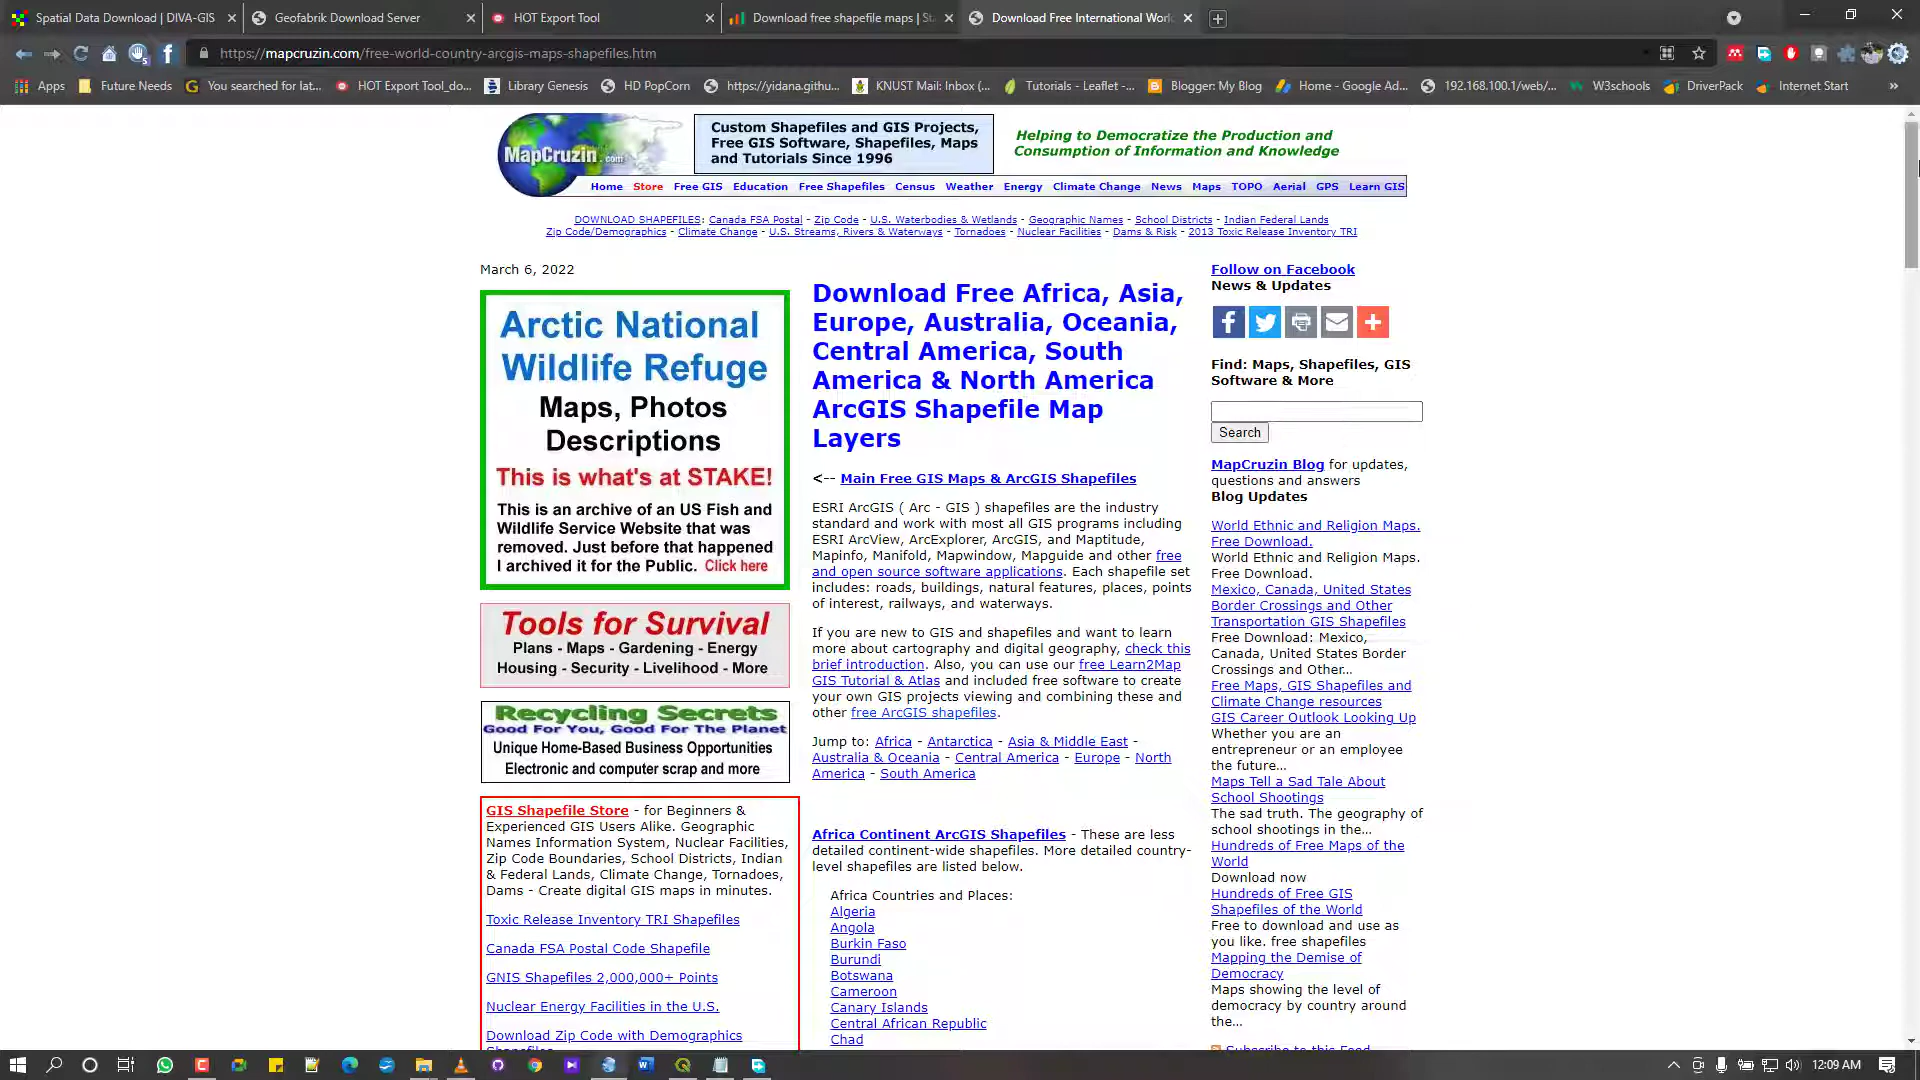 Spatial Data Download | DIVA-GIS
Geofabrik Download Server
HOT Export Tool
Download free shapefile maps | St
Download Free International Worl
https://mapcruzin.com/free-world-country-arcgis-maps-shapefiles.htm
Apps
Future Needs
You searched for lat...
HOT Export Tool_do...
Library Genesis
HD PopCorn
https://yidana.githu...
KNUST Mail: Inbox (...
Tutorials - Leaflet -...
Blogger: My Blog
Home - Google Ad...
192.168.100.1/web/...
W3schools
DriverPack
Internet Start
MapCruzin.com
Custom Shapefiles and GIS Projects,
Free GIS Software, Shapefiles, Maps
and Tutorials Since 1996
Helping to Democratize the Production and
Consumption of Information and Knowledge
Home Store Free GIS Education Free Shapefiles Census Weather Energy Climate Change News Maps TOPO Aerial GPS Learn GIS
DOWNLOAD SHAPEFILES: Canada FSA Postal - Zip Code - U.S. Waterbodies & Wetlands - Geographic Names - School Districts - Indian Federal Lands
Zip Code/Demographics - Climate Change - U.S. Streams, Rivers & Waterways - Tornadoes - Nuclear Facilities - Dams & Risk - 2013 Toxic Release Inventory TRI
March 6, 2022
Arctic National
Wildlife Refuge
Maps, Photos
Descriptions
This is what's at STAKE!
This is an archive of an US Fish and
Wildlife Service Website that was
removed. Just before that happened
I archived it for the Public. Click here
Tools for Survival
Plans - Maps - Gardening - Energy
Housing - Security - Livelihood - More
Recycling Secrets
Good For You, Good For The Planet
Unique Home-Based Business Opportunities
Electronic and computer scrap and more
GIS Shapefile Store - for Beginners &
Experienced GIS Users Alike. Geographic
Names Information System, Nuclear Facilities,
Zip Code Boundaries, School Districts, Indian
& Federal Lands, Climate Change, Tornadoes,
Dams - Create digital GIS maps in minutes.
Toxic Release Inventory TRI Shapefiles
Canada FSA Postal Code Shapefile
GNIS Shapefiles 2,000,000+ Points
Nuclear Energy Facilities in the U.S.
Download Zip Code with Demographics
Shapefiles
Download Free Africa, Asia,
Europe, Australia, Oceania,
Central America, South
America & North America
ArcGIS Shapefile Map
Layers
<-- Main Free GIS Maps & ArcGIS Shapefiles
ESRI ArcGIS ( Arc - GIS ) shapefiles are the industry
standard and work with most all GIS programs including
ESRI ArcView, ArcExplorer, ArcGIS, and Maptitude,
Mapinfo, Manifold, Mapwindow, Mapguide and other free
and open source software applications. Each shapefile set
includes: roads, buildings, natural features, places, points
of interest, railways, and waterways.
If you are new to GIS and shapefiles and want to learn
more about cartography and digital geography, check this
brief introduction. Also, you can use our free Learn2Map
GIS Tutorial & Atlas and included free software to create
your own GIS projects viewing and combining these and
other free ArcGIS shapefiles.
Jump to: Africa - Antarctica - Asia & Middle East -
Australia & Oceania - Central America - Europe - North
America - South America
Africa Continent ArcGIS Shapefiles - These are less
detailed continent-wide shapefiles. More detailed country-
level shapefiles are listed below.
Africa Countries and Places:
Algeria
Angola
Burkin Faso
Burundi
Botswana
Cameroon
Canary Islands
Central African Republic
Chad
Follow on Facebook
News & Updates
Find: Maps, Shapefiles, GIS
Software & More
Search
MapCruzin Blog for updates,
questions and answers
Blog Updates
World Ethnic and Religion Maps.
Free Download.
World Ethnic and Religion Maps.
Free Download.
Mexico, Canada, United States
Border Crossings and Other
Transportation GIS Shapefiles
Free Download: Mexico,
Canada, United States Border
Crossings and Other...
Free Maps, GIS Shapefiles and
Climate Change resources
GIS Career Outlook Looking Up
Whether you are an
entrepreneur or an employee
the future...
Maps Tell a Sad Tale About
School Shootings
The sad truth. The geography of
school shootings in the...
Hundreds of Free Maps of the
World
Download now
Hundreds of Free GIS
Shapefiles of the World
Free to download and use as
you like. free shapefiles
Mapping the Demise of
Democracy
Maps showing the level of
democracy by country around
the...
Subscribe to this Feed
12:09 AM